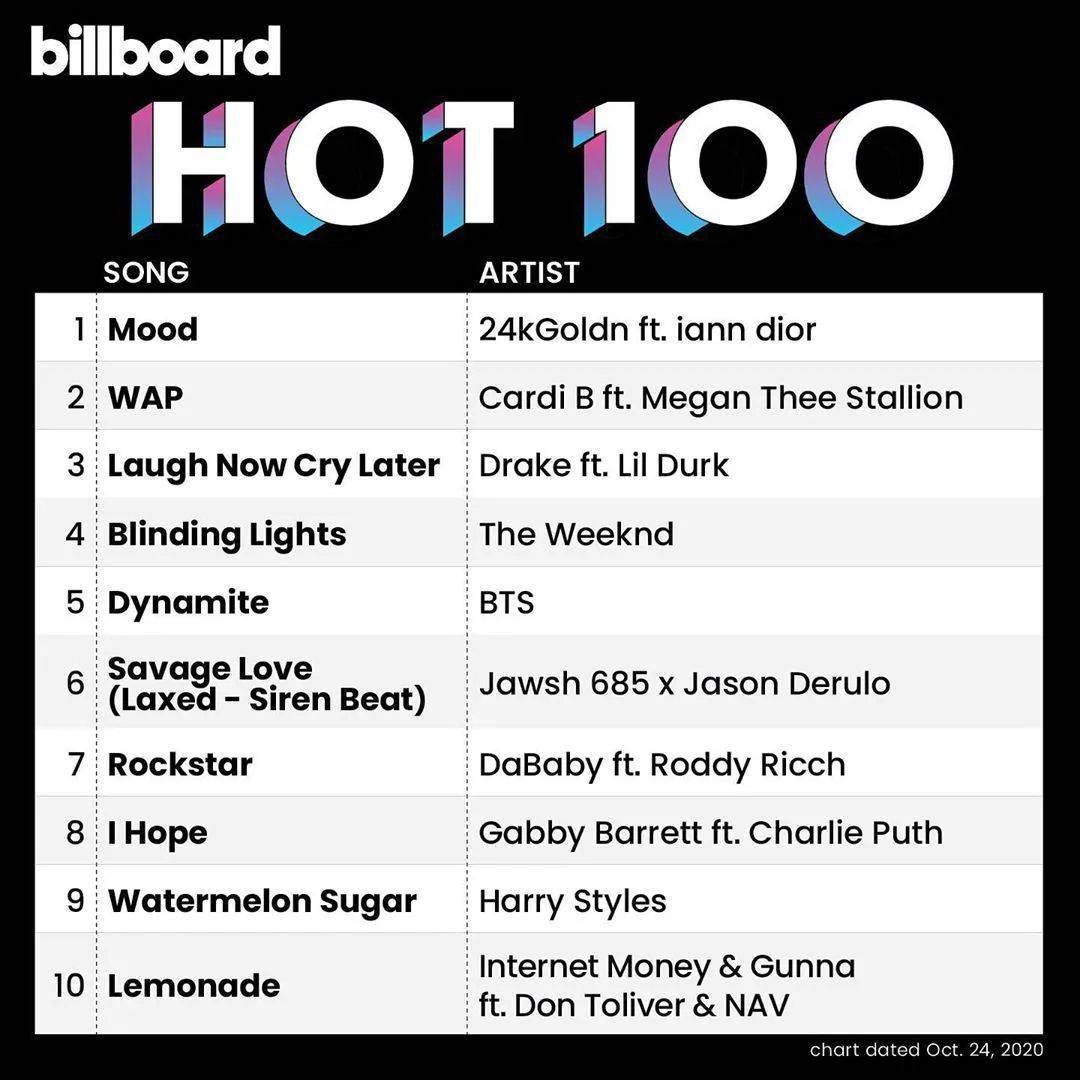 billboard
HOT 100
SONG ARTIST
1 Mood 24kGoldn ft. iann dior
2 WAP Cardi B ft. Megan Thee Stallion
3 Laugh Now Cry Later Drake ft. Lil Durk
4 Blinding Lights The Weeknd
5 Dynamite BTS
6 Savage Love
(Laxed - Siren Beat) Jawsh 685 x Jason Derulo
7 Rockstar DaBaby ft. Roddy Ricch
8 I Hope Gabby Barrett ft. Charlie Puth
9 Watermelon Sugar Harry Styles
10 Lemonade Internet Money & Gunna
ft. Don Toliver & NAV
chart dated Oct. 24, 2020